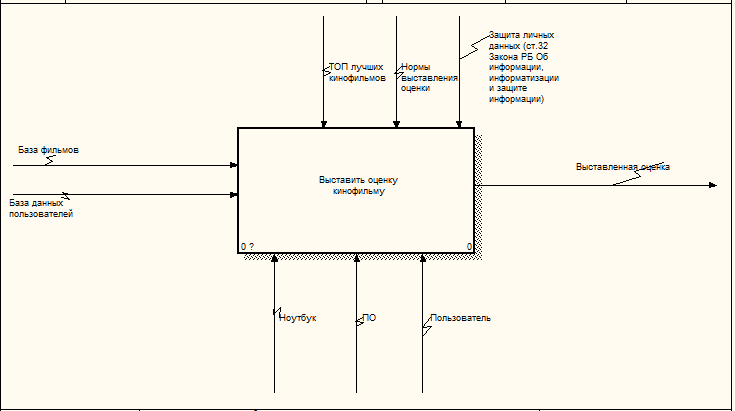 ТОП лучших
кинофильмов
Нормы
выставления
оценки
Защита личных
данных (ст.32
Закона РБ Об
информации,
информатизации
и защите
информации)
База фильмов
База данных
пользователей
Выставить оценку
кинофильму
0 ?
0
Выставленная оценка
Ноутбук
ПО
Пользователь